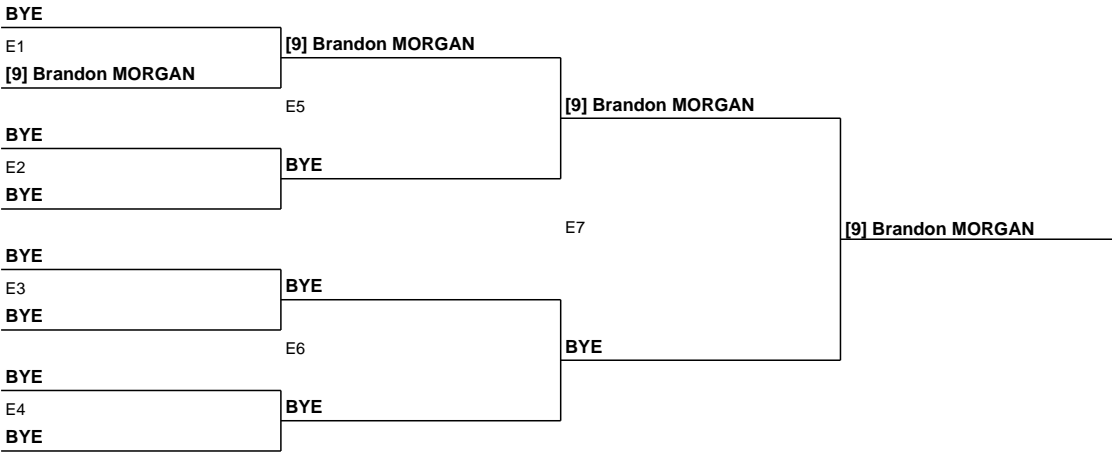 BYE
E1
[9] Brandon MORGAN
[9] Brandon MORGAN
E5
[9] Brandon MORGAN
BYE
E2
BYE
BYE
E7
[9] Brandon MORGAN
BYE
E3
BYE
BYE
E6
BYE
BYE
E4
BYE
BYE